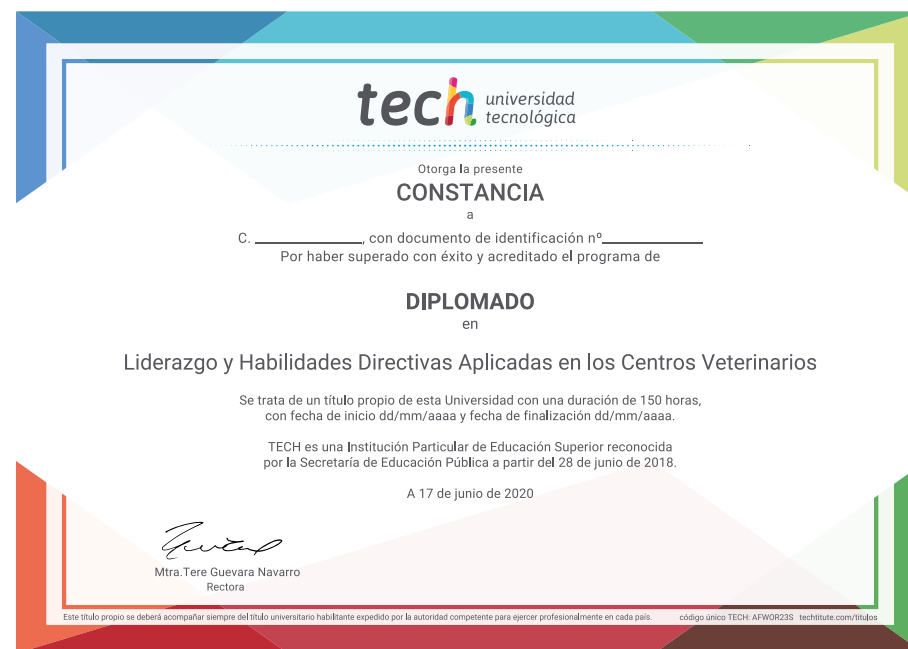 tech universidad
tecnológica
Otorga la presente
CONSTANCIA
a
C. ____________, con documento de identificación nº____________
Por haber superado con éxito y acreditado el programa de
DIPLOMADO
en
Liderazgo y Habilidades Directivas Aplicadas en los Centros Veterinarios
Se trata de un título propio de esta Universidad con una duración de 150 horas,
con fecha de inicio dd/mm/aaaa y fecha de finalización dd/mm/aaaa.
TECH es una Institución Particular de Educación Superior reconocida
por la Secretaría de Educación Pública a partir del 28 de junio de 2018.
A 17 de junio de 2020
Mtra.Tere Guevara Navarro
Rectora
Este título propio se deberá acompañar siempre del título universitario habilitante expedido por la autoridad competente para ejercer profesionalmente en cada país. código único TECH: AFWOR23S techtitute.com/titulos